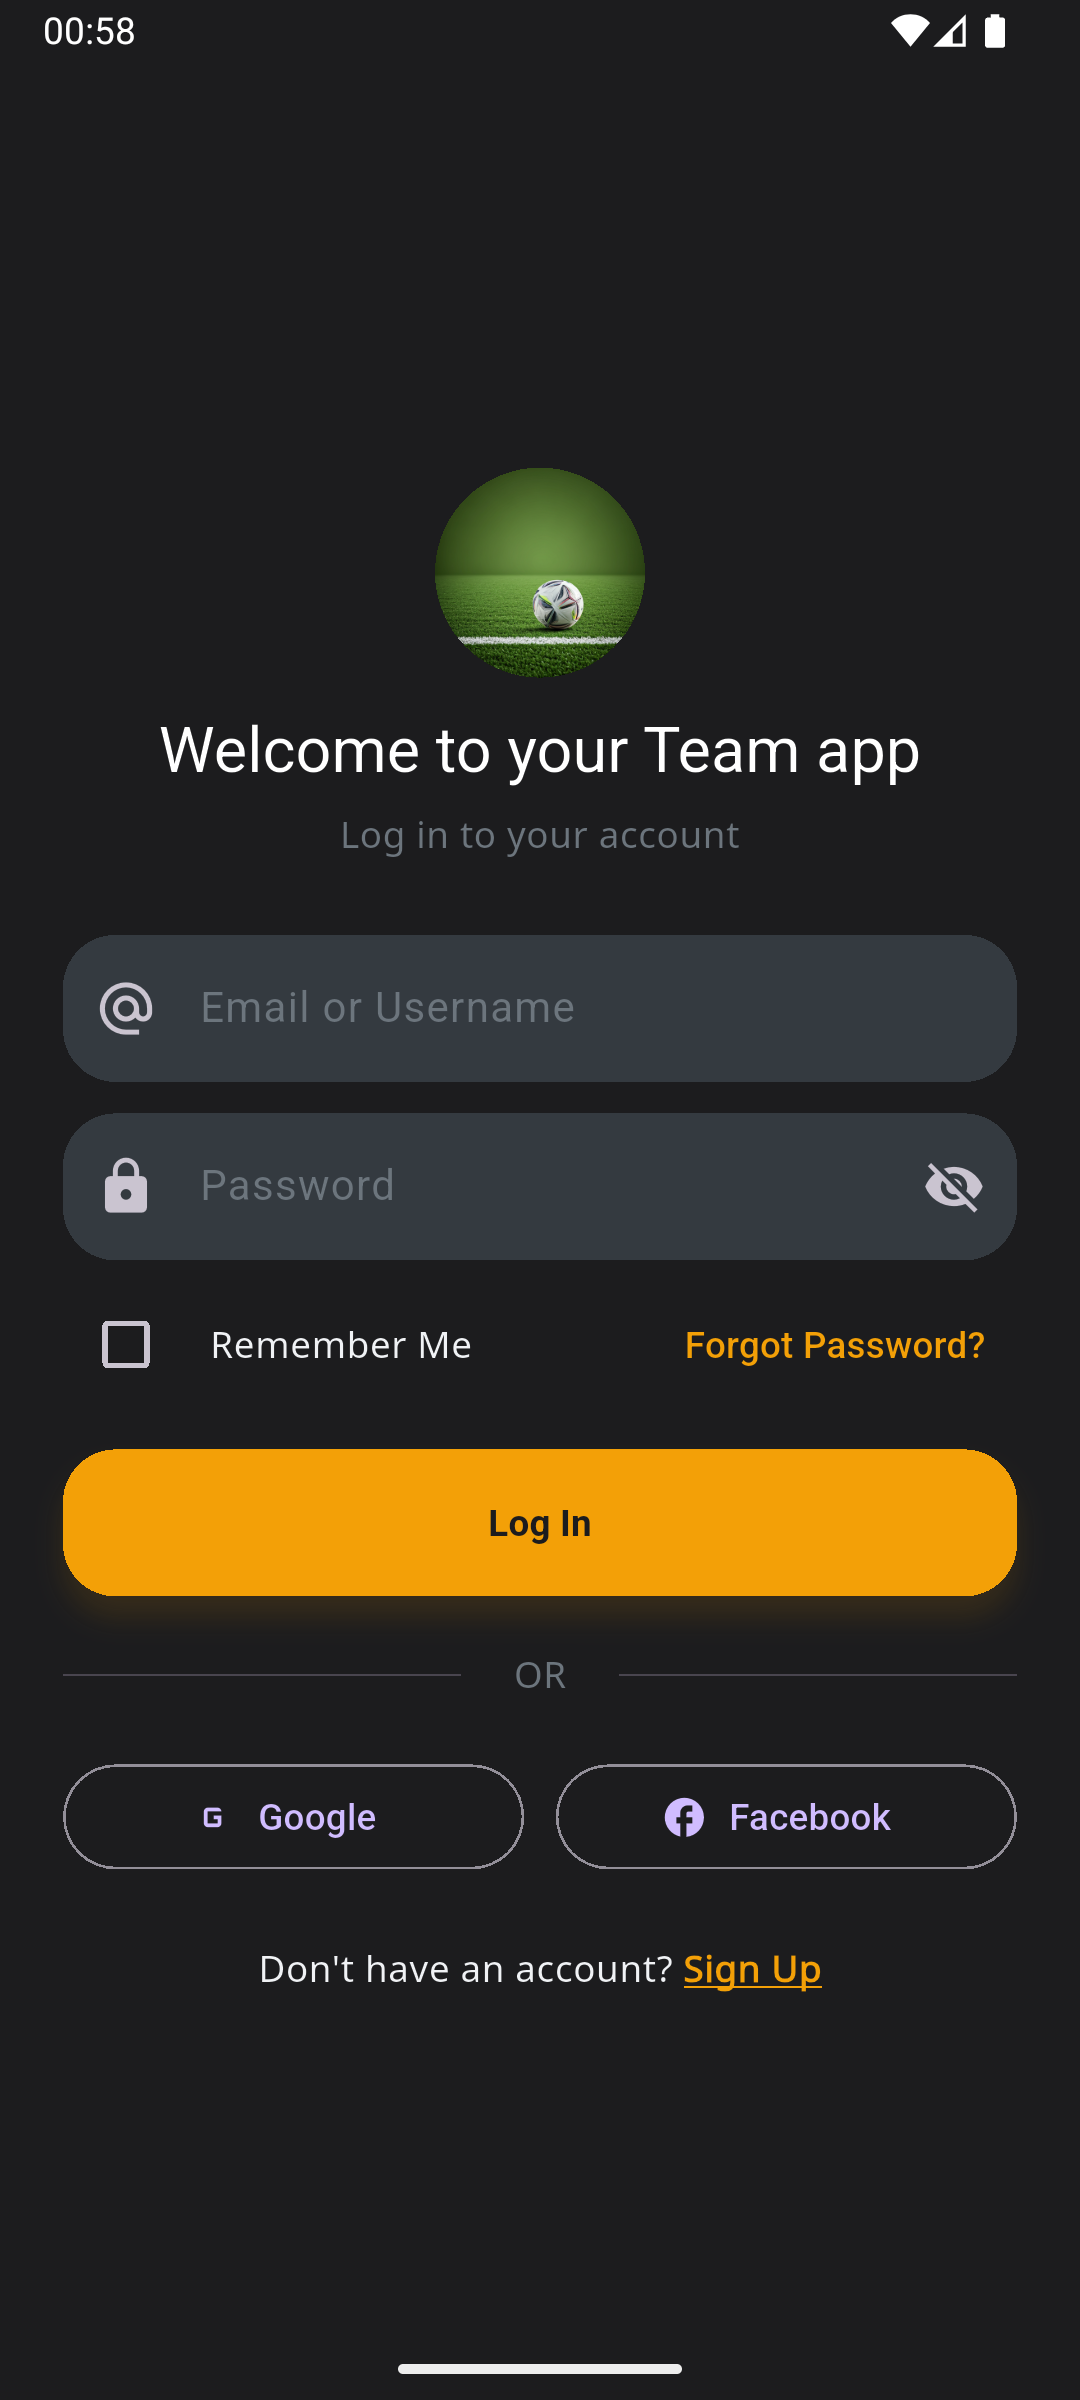 00:58
Welcome to your Team app
Log in to your account
Email or Username
Password
Remember Me
Forgot Password?
Log In
OR
G Google
Facebook
Don't have an account? Sign Up